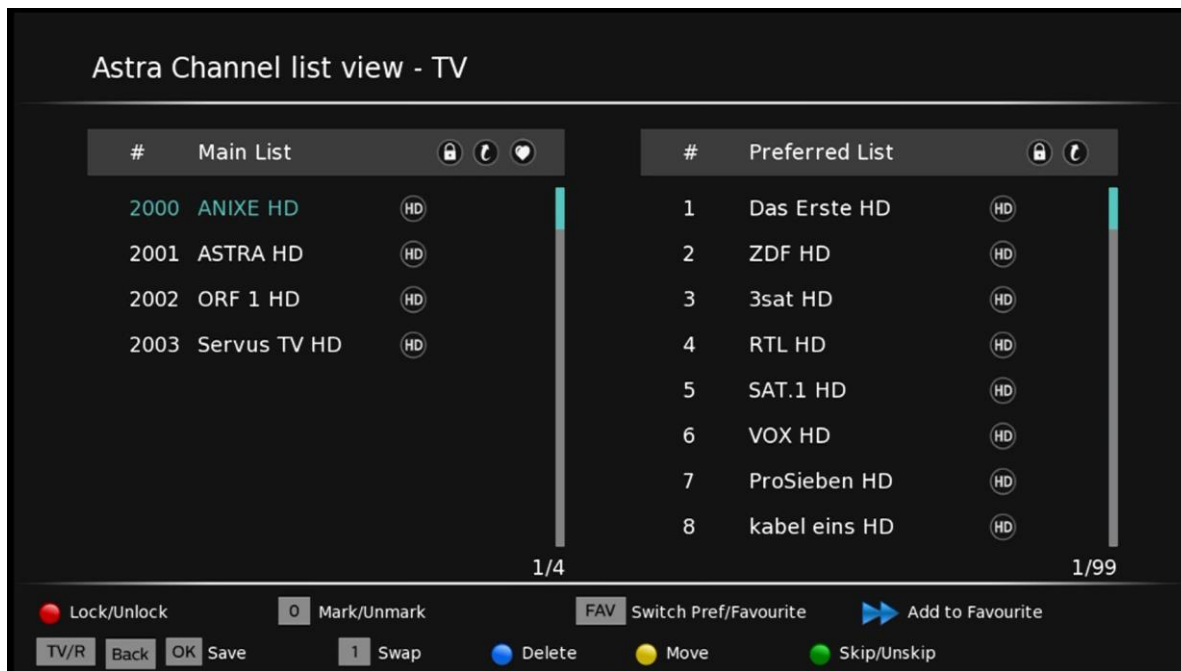 Astra Channel list view - TV
# Main List
2000 ANIXE HD HD
2001 ASTRA HD HD
2002 ORF 1 HD HD
2003 Servus TV HD HD
1/4
# Preferred List
1 Das Erste HD HD
2 ZDF HD HD
3 3sat HD HD
4 RTL HD HD
5 SAT.1 HD HD
6 VOX HD HD
7 ProSieben HD HD
8 kabel eins HD HD
1/99
Lock/Unlock 0 Mark/Unmark FAV Switch Pref/Favourite Add to Favourite
TV/R Back OK Save 1 Swap Delete Move Skip/Unskip